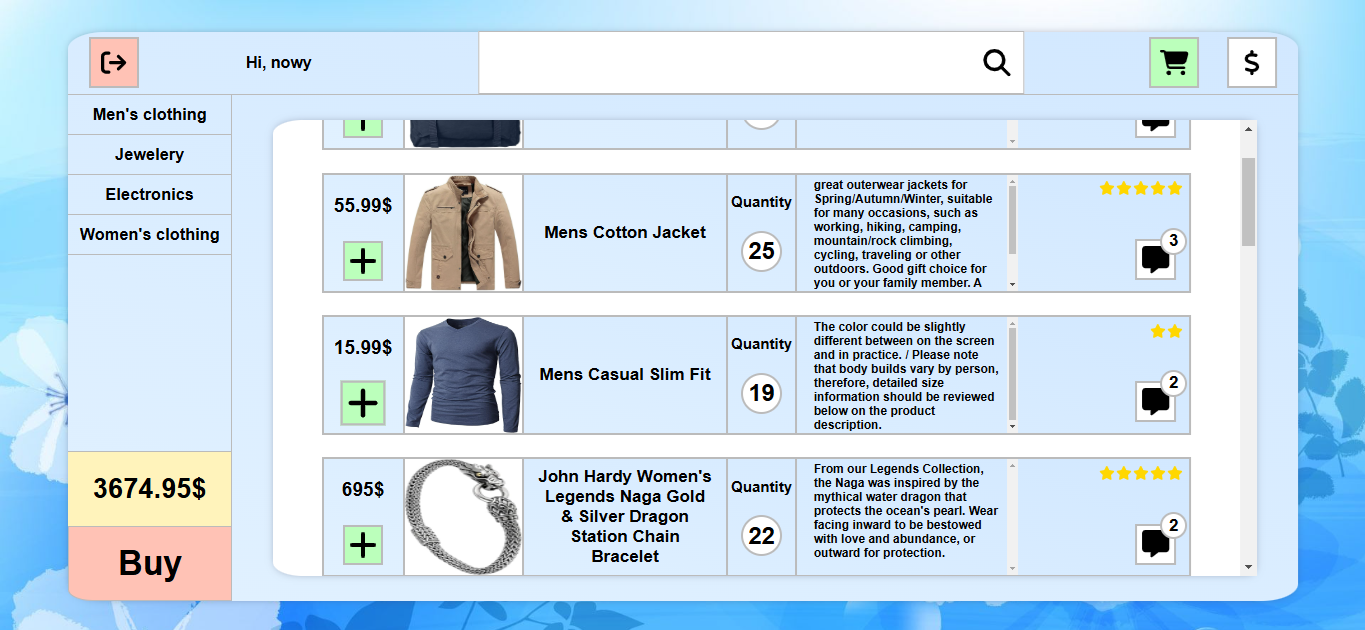 Hi, nowy
$
Men's clothing
Jewelery
Electronics
Women's clothing
3674.95$
Buy
55.99$
Mens Cotton Jacket
Quantity
25
great outerwear jackets for
Spring/Autumn/Winter, suitable
for many occasions, such as
working, hiking, camping,
mountain/rock climbing,
cycling, traveling or other
outdoors. Good gift choice for
you or your family member. A
3
15.99$
Mens Casual Slim Fit
Quantity
19
The color could be slightly
different between on the screen
and in practice. / Please note
that body builds vary by person,
therefore, detailed size
information should be reviewed
below on the product
description.
2
695$
John Hardy Women's
Legends Naga Gold
& Silver Dragon
Station Chain
Bracelet
Quantity
22
From our Legends Collection,
the Naga was inspired by the
mythical water dragon that
protects the ocean's pearl. Wear
facing inward to be bestowed
with love and abundance, or
outward for protection.
2